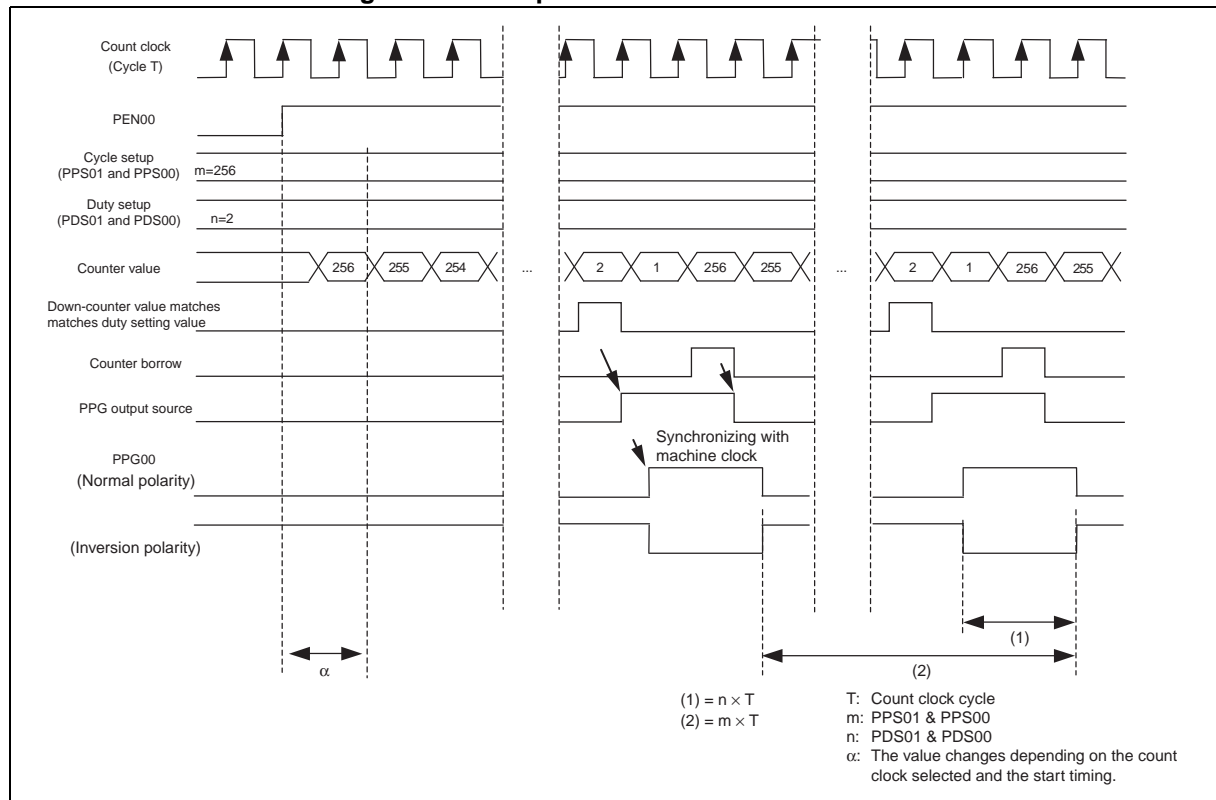 Count clock
(Cycle T)
PEN00
Cycle setup
(PPS01 and PPS00) m=256
Duty setup
(PDS01 and PDS00) n=2
Counter value 256 255 254 ... 2 1 256 255 ... 2 1 256 255
Down-counter value matches
matches duty setting value
Counter borrow
PPG output source
Synchronizing with
machine clock
PPG00
(Normal polarity)
(Inversion polarity)
α
(1)
(2)
(1) = n × T
(2) = m × T
T: Count clock cycle
m: PPS01 & PPS00
n: PDS01 & PDS00
α: The value changes depending on the count
clock selected and the start timing.